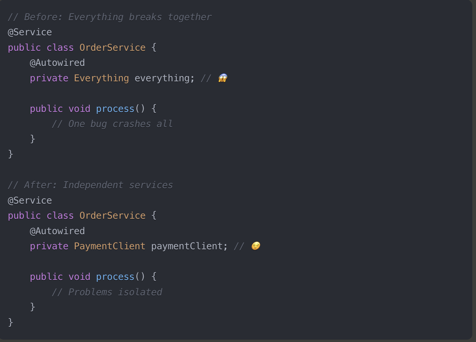 // Before: Everything breaks together
@Service
public class OrderService {
    @Autowired
    private Everything everything; // 😱
    public void process() {
        // One bug crashes all
    }
}
// After: Independent services
@Service
public class OrderService {
    @Autowired
    private PaymentClient paymentClient; // 🤣
    public void process() {
        // Problems isolated
    }
}